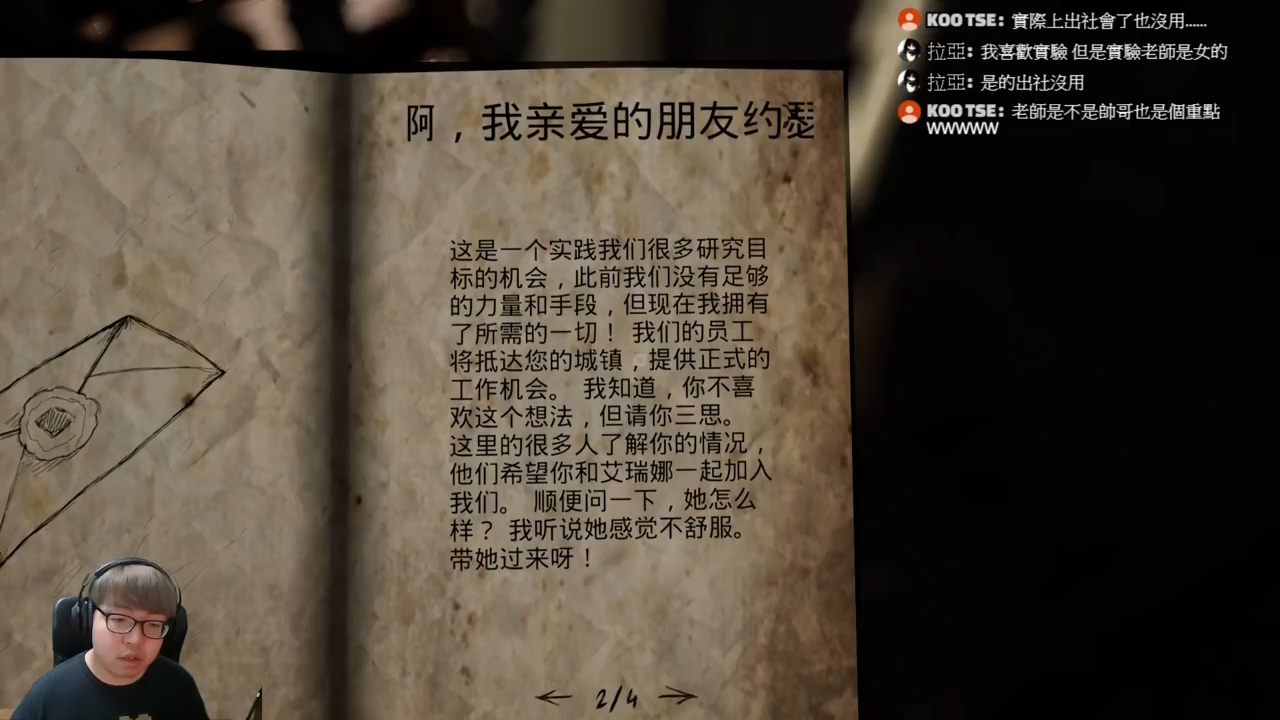 阿，我亲爱的朋友约瑟
这是一个实践我们很多研究目
标的机会，此前我们没有足够
的力量和手段，但现在我拥有
了所需的一切！ 我们的员工
将抵达您的城镇，提供正式的
工作机会。 我知道，你不喜
欢这个想法，但请你三思。
这里的很多人了解你的情况，
他们希望你和艾瑞娜一起加入
我们。 顺便问一下，她怎么
样？ 我听说她感觉不舒服。
带她过来呀！
2/4
KOO TSE: 實際上出社會了也沒用......
拉亞: 我喜歡實驗 但是實驗老師是女的
拉亞: 是的出社沒用
KOO TSE: 老師是不是帥哥也是個重點
WWWWW